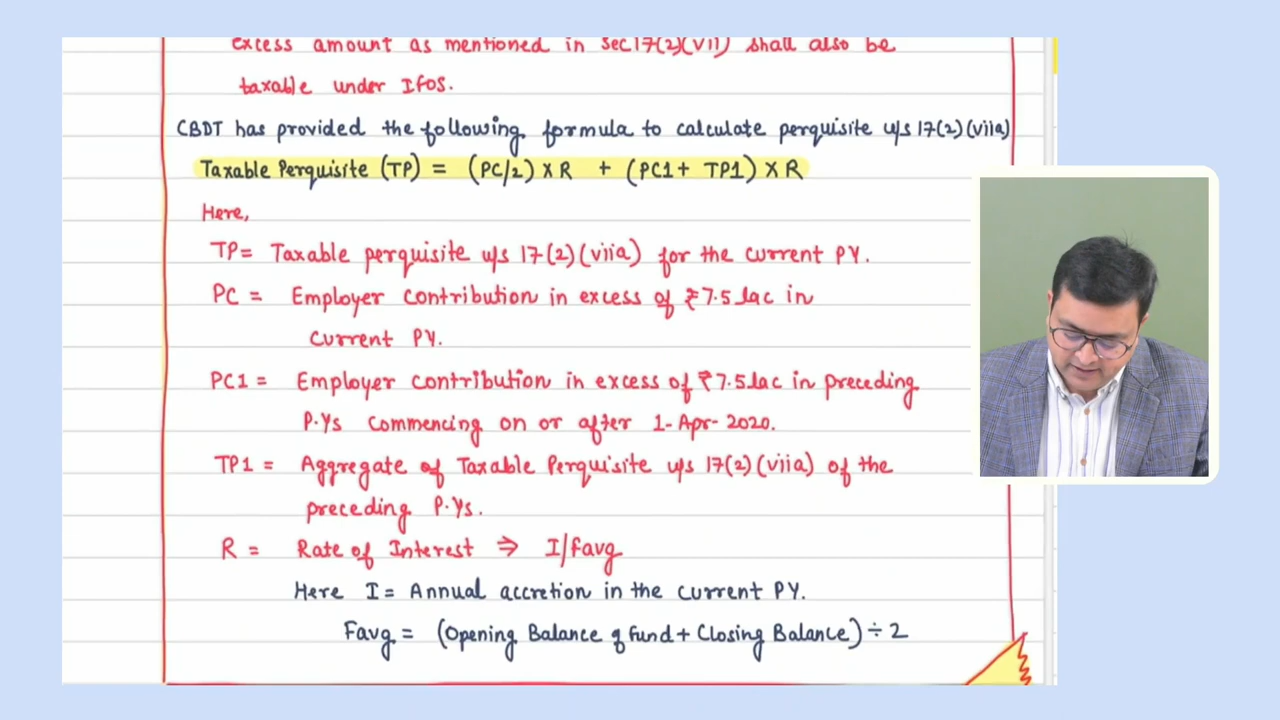 excess amount as mentioned in Sec 17(2)(vii) shall also be
taxable under IFOS.
CBDT has provided the following formula to calculate perquisite u/s 17(2)(viia)
Taxable Perquisite (TP) = (PC/2) X R + (PC1 + TP1) X R
Here,
TP = Taxable perquisite u/s 17(2)(viia) for the current PY.
PC = Employer contribution in excess of ₹7.5 lac in
current PY.
PC1 = Employer contribution in excess of ₹7.5 lac in preceding
P.Ys commencing on or after 1-Apr-2020.
TP1 = Aggregate of Taxable Perquisite u/s 17(2)(viia) of the
preceding P.Ys.
R = Rate of Interest ⇒ I/Favg
Here I = Annual accretion in the current PY.
Favg = (Opening Balance of fund + Closing Balance) ÷ 2